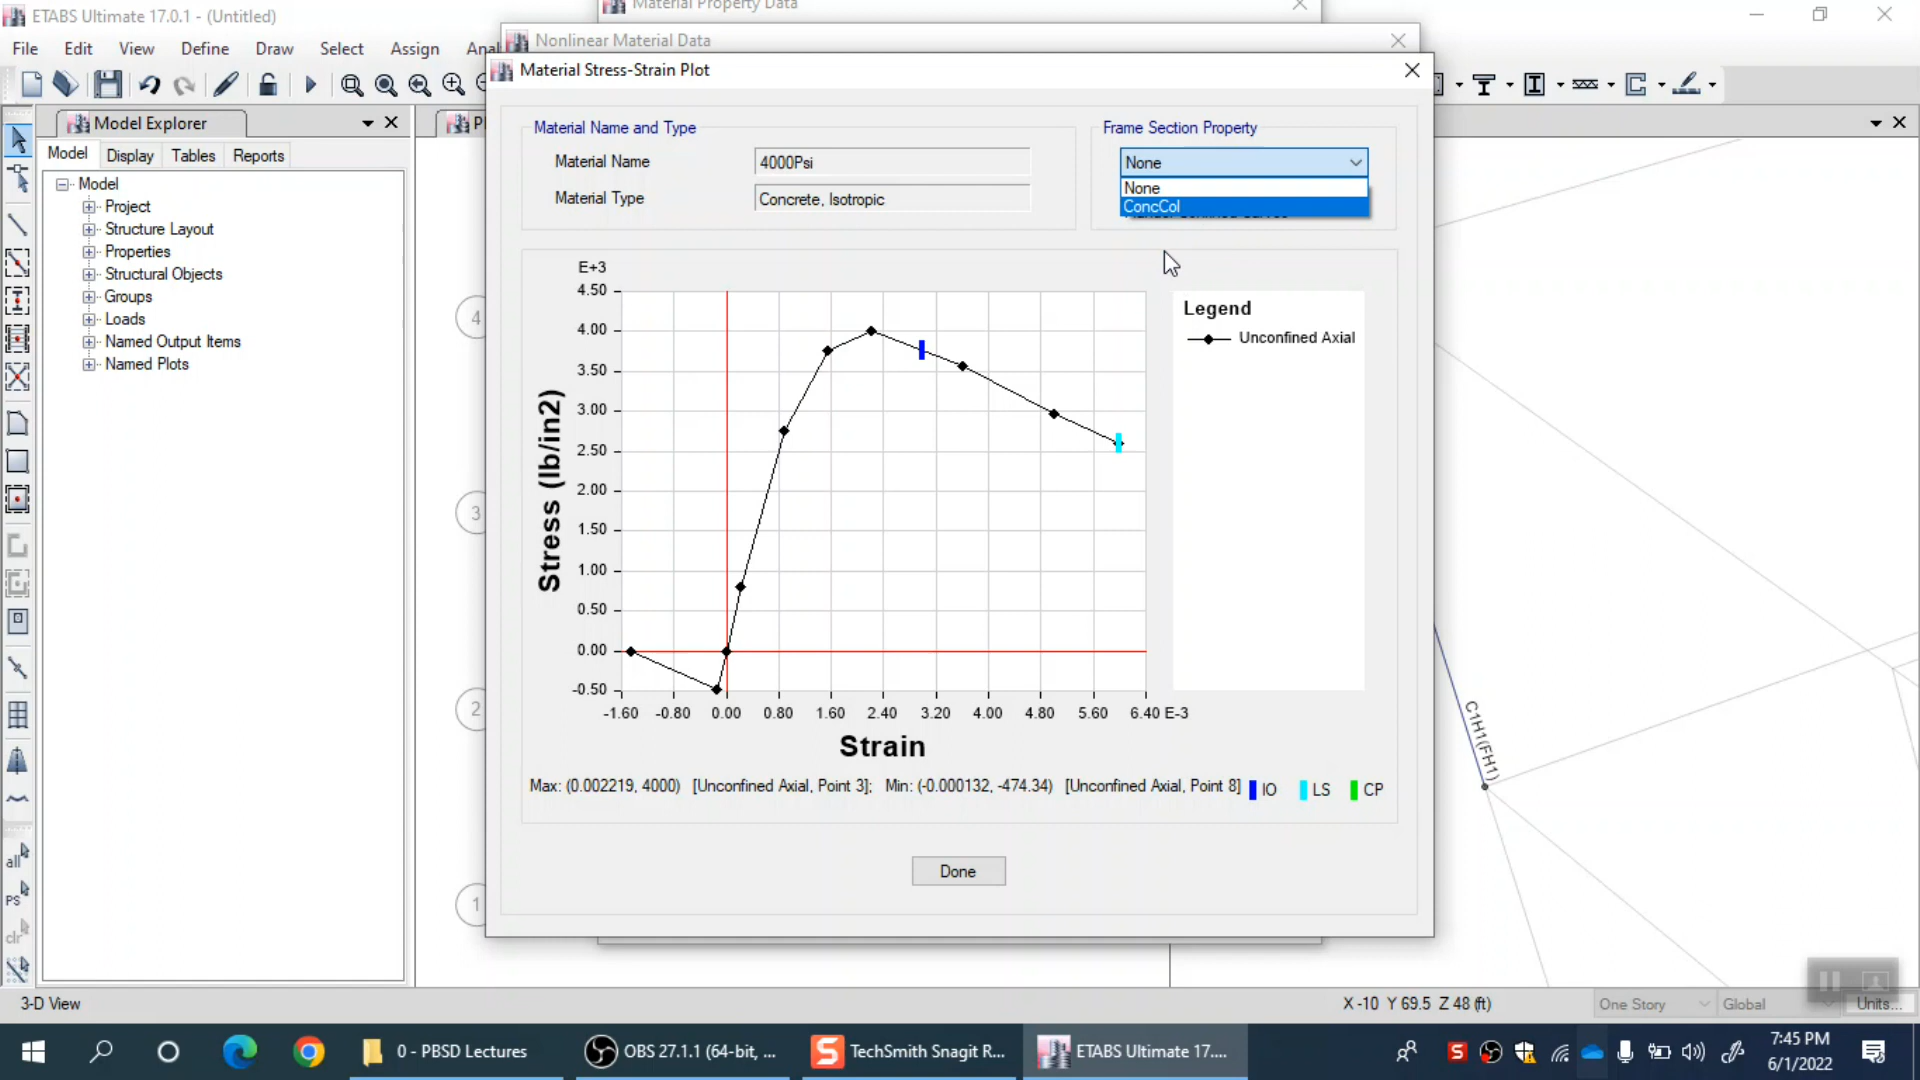 ETABS Ultimate 17.0.1 - (Untitled)
Material Property Data
Nonlinear Material Data
File Edit View Define Draw Select Assign
Material Stress-Strain Plot
Model Explorer
Model Display Tables Reports
Model
Project
Structure Layout
Properties
Structural Objects
Groups
Loads
Named Output Items
Named Plots
Material Name and Type
Material Name 4000Psi
Material Type Concrete, Isotropic
Frame Section Property
None
None
ConcCol
E+3
4.50
4.00
3.50
3.00
2.50
2.00
1.50
1.00
0.50
0.00
-0.50
Stress (lb/in2)
-1.60 -0.80 0.00 0.80 1.60 2.40 3.20 4.00 4.80 5.60 6.40 E-3
Strain
Legend
Unconfined Axial
Max: (0.002219, 4000) [Unconfined Axial, Point 3]; Min: (-0.000132, -474.34) [Unconfined Axial, Point 8] IO LS CP
Done
4
3
2
1
C1H1(FH1)
all
PS
clr
3-D View
X -10 Y 69.5 Z 48 (ft)
One Story Global Units...
0 - PBSD Lectures
OBS 27.1.1 (64-bit, ...
TechSmith Snagit R...
ETABS Ultimate 17....
7:45 PM
6/1/2022